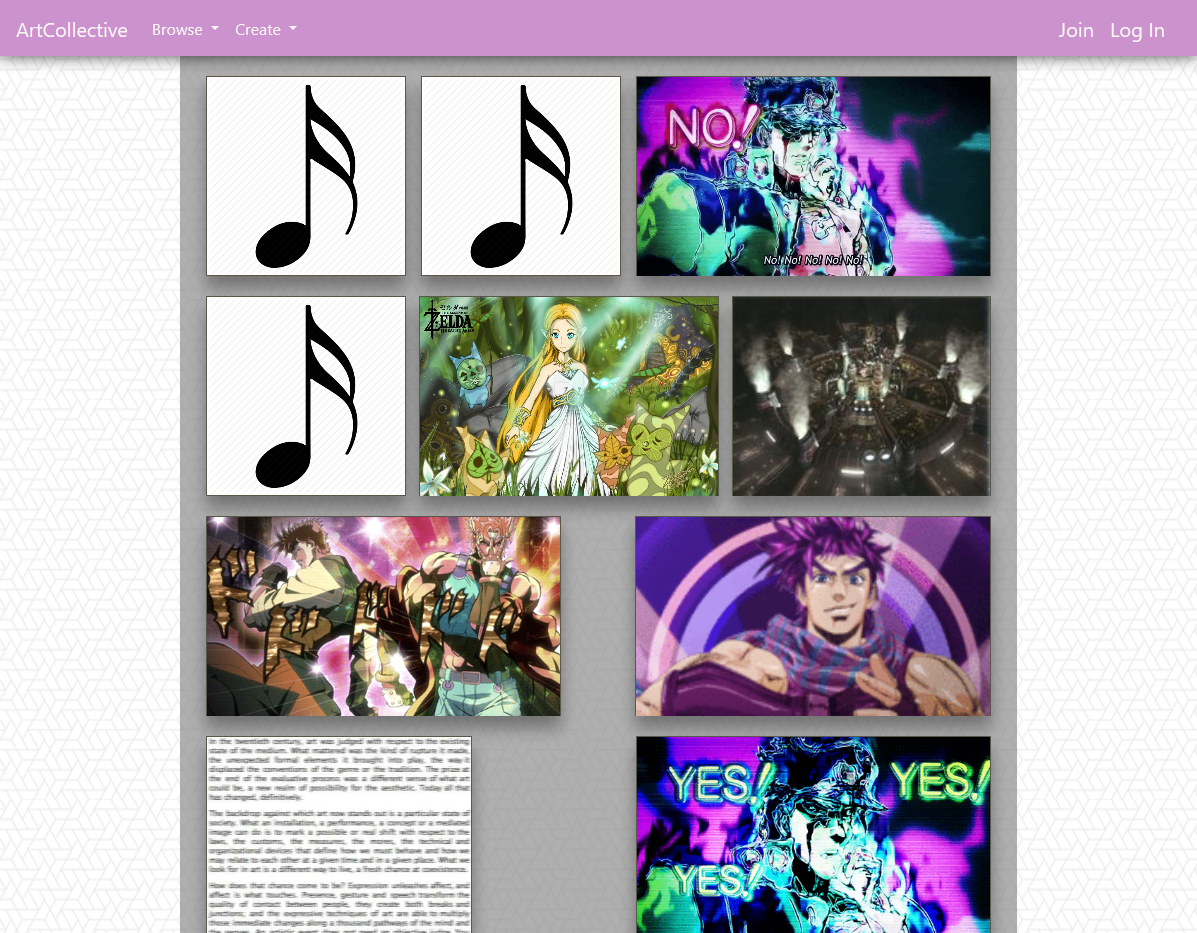 ArtCollective Browse Create Join Log In
NO!
No! No! No! No! No!
ZELDA
In the twentieth century, art was judged with respect to the existing
state of the medium. What mattered was the kind of rupture it made,
the unexpected formal elements it brought into play, the way it
displaced the conventions of the genre or the tradition. The prize at
the end of the evaluative process was a different sense of what art
could be, a new realm of possibility for the aesthetic. Today all that
has changed, definitively.
The backdrop against which art now stands out is a particular state of
society. What an installation, a performance, a concept or a mediated
image can do is to mark a possible or real shift with respect to the
laws, the customs, the measures, the mores, the technical and
organizational devices that define how we must behave and how we
may relate to each other at a given time and in a given place. What we
look for in art is a different way to live, a fresh chance at coexistence.
How does that chance come to be? Expression unleashes affect, and
affect is what touches. Presence, gesture and speech transform the
quality of contact between people, they create both breaks and
junctions; and the expressive techniques of art are able to multiply
those immediate changes along a thousand pathways of the mind and
YES! YES!
YES!